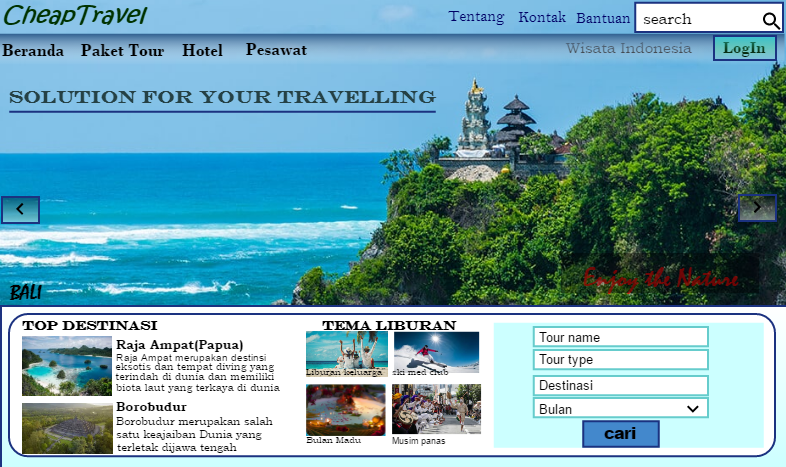 CheapTravel
Tentang Kontak Bantuan search
Beranda Paket Tour Hotel Pesawat
Wisata Indonesia LogIn
SOLUTION FOR YOUR TRAVELLING
Enjoy the Nature
BALI
TOP DESTINASI
Raja Ampat(Papua)
Raja Ampat merupakan destinsi
eksotis dan tempat diving yang
terindah di dunia dan memiliki
biota laut yang terkaya di dunia
Borobudur
Borobudur merupakan salah
satu keajaiban Dunia yang
terletak dijawa tengah
TEMA LIBURAN
Liburan keluarga ski med club
Bulan Madu Musim panas
Tour name
Tour type
Destinasi
Bulan
cari